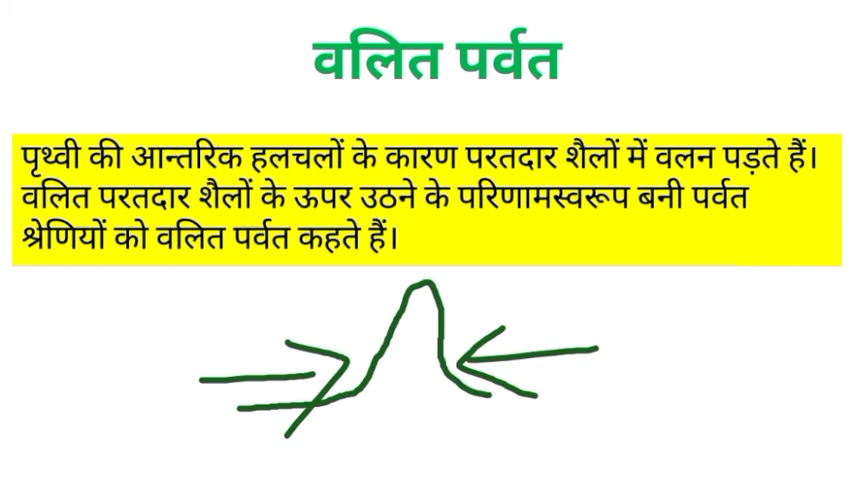 वलित पर्वत
पृथ्वी की आन्तरिक हलचलों के कारण परतदार शैलों में वलन पड़ते हैं।
वलित परतदार शैलों के ऊपर उठने के परिणामस्वरूप बनी पर्वत
श्रेणियों को वलित पर्वत कहते हैं।